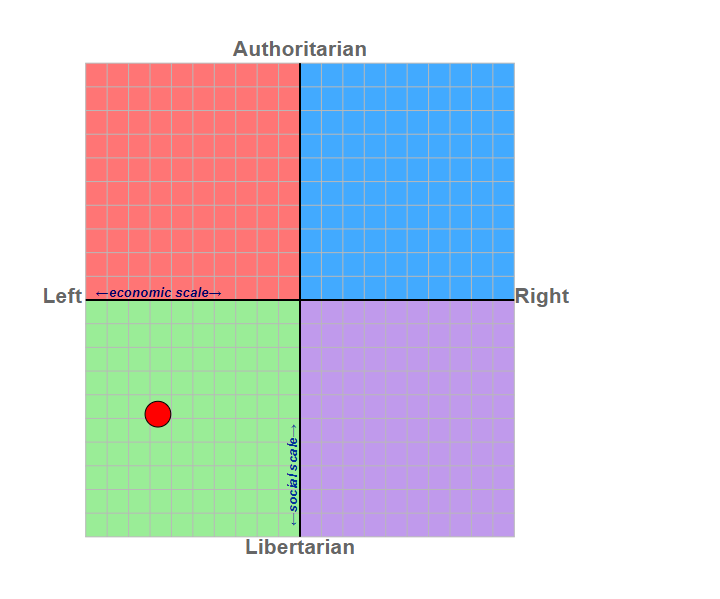 Authoritarian
←economic scale→
Left
Right
←social scale→
Libertarian